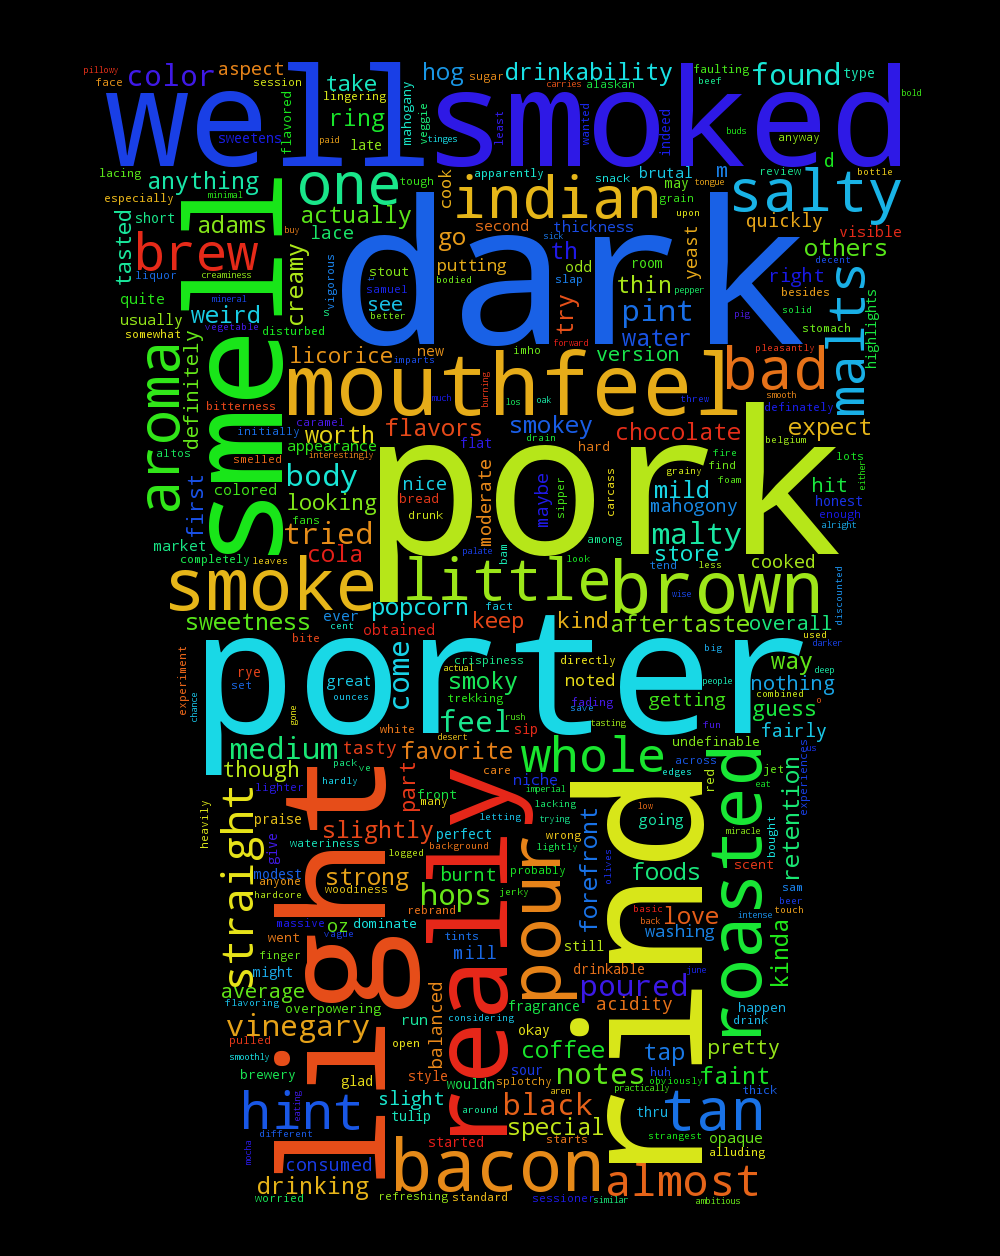 pillowy
face
color
aspect
session
sweetens
flavored
lingering
take
ring
paid
late
well
hog
sugar
drinkability
carries
alaskan
faulting
beef
found
type
bold
mahogany
veggie
tinges
least
wanted
indeed
buds
anyway
smoked
lacing
especially
anything
minimal
short
tasted
adams
brew
liquor
creaminess
mineral
buy
one
tough
actually
lace
creamy
vigorous
s
cook
apparently
snack
brutal
m
review
d
bottle
indian
may
grain
tongue
upon
salty
go
second
thickness
sick
th
quickly
visible
yeast
others
decent
putting
odd
room
thin
right
besides
stout
samuel
see
better
bodied
slap
pepper
solid
stomach
dark
quite
usually
somewhat
weird
vegetable
disturbed
smell
try
forward
pint
water
pig
malts
highlights
licorice
new
imparts
imho
version
pleasantly
bad
aroma
definitely
mouthfeel
burning
much
los
oak
threw
smooth
definately
bitterness
initially
caramel
worth
flavors
smokey
chocolate
expect
belgium
appearance
interestingly
flat
drain
hard
altos
smelled
body
nice
moderate
carcass
grainy
fire
find
foam
lots
either
first
colored
looking
bread
drunk
maybe
sipper
mild
mahogony
hit
honest
enough
alright
fans
tried
pork
market
cola
palate
bam
among
malty
store
completely
leaves
look
tend
less
cooked
discounted
smoke
little
brown
wise
popcorn
fact
sweetness
ever
cent
obtained
keep
kind
aftertaste
overall
used
darker
bite
porter
experiment
rye
set
chance
great
ounces
gone
come
crispiness
actual
smoky
trekking
directly
noted
fading
save
big
people
way
nothing
combined
deep
o
getting
guess
white
feel
rush
desert
sip
tasting
fun
fairly
medium
tasty
favorite
whole
undefinable
across
us
experiences
though
pack
ve
hardly
care
niche
edges
red
jet
eat
lighter
part
front
many
imperial
lacking
letting
trying
low
going
retention
heavily
straight
praise
give
slightly
wateriness
perfect
wrong
miracle
bought
modest
anyone
hardcore
logged
background
lightly
forefront
olives
scent
strong
woodiness
burnt
probably
jerky
foods
sam
beer
touch
light
really
hops
pour
rind
roasted
oz
rebrand
basic
back
love
intense
massive
vague
dominate
tints
washing
went
finger
mill
still
kinda
might
drinkable
june
average
flavoring
overpowering
balanced
poured
fragrance
acidity
happen
drink
vinegary
run
considering
okay
pulled
open
coffee
tap
pretty
smoothly
brewery
glad
style
wouldn
sour
splotchy
notes
huh
obviously
practically
faint
thick
aren
hint
eating
slight
tulip
around
black
special
thru
tan
different
started
starts
strangest
opaque
alluding
mocha
consumed
drinking
bacon
almost
worried
refreshing
standard
sessioner
similar
ambitious